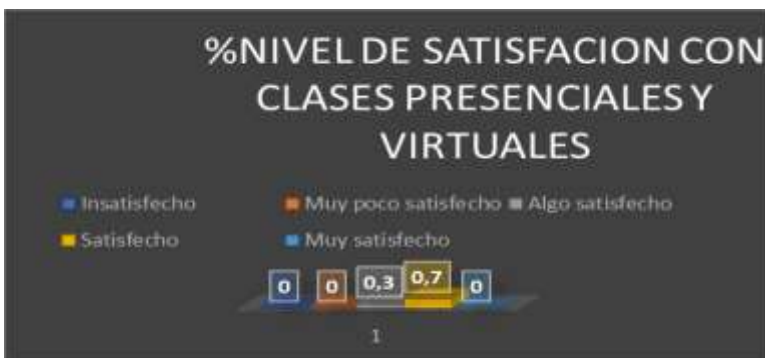 %NIVEL DE SATISFACION CON
CLASES PRESENCIALES Y
VIRTUALES
Insatisfecho Muy poco satisfecho Algo satisfecho
Satisfecho Muy satisfecho
0 0 0,3 0,7 0
1